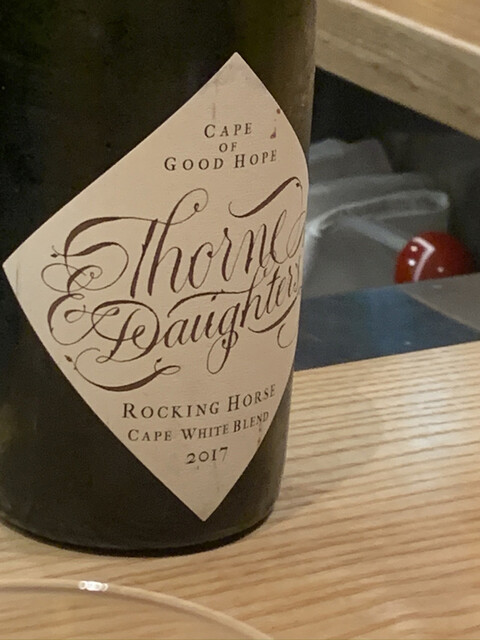 CAPE
OF
GOOD HOPE
Thorne
& Daughters
ROCKING HORSE
CAPE WHITE BLEND
2017